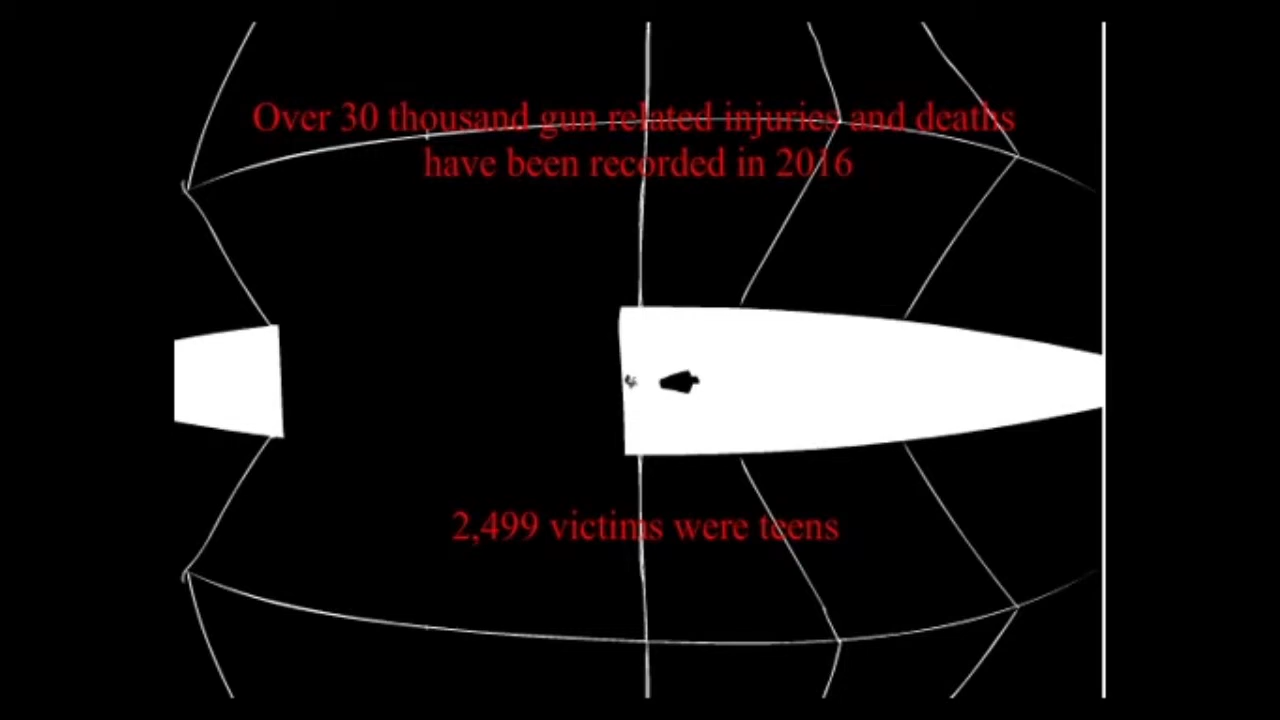 Over 30 thousand gun related injuries and deaths
have been recorded in 2016
2,499 victims were teens